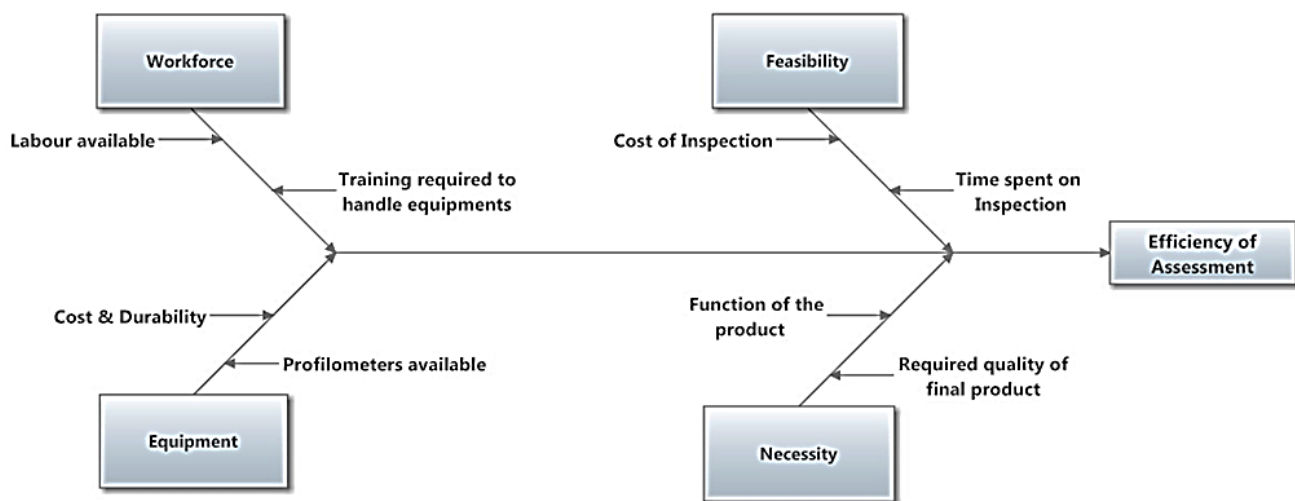 Workforce
Feasibility
Labour available
Cost of Inspection
Training required to
handle equipments
Time spent on
Inspection
Efficiency of
Assessment
Cost & Durability
Function of the
product
Profilometers available
Required quality of
final product
Equipment
Necessity